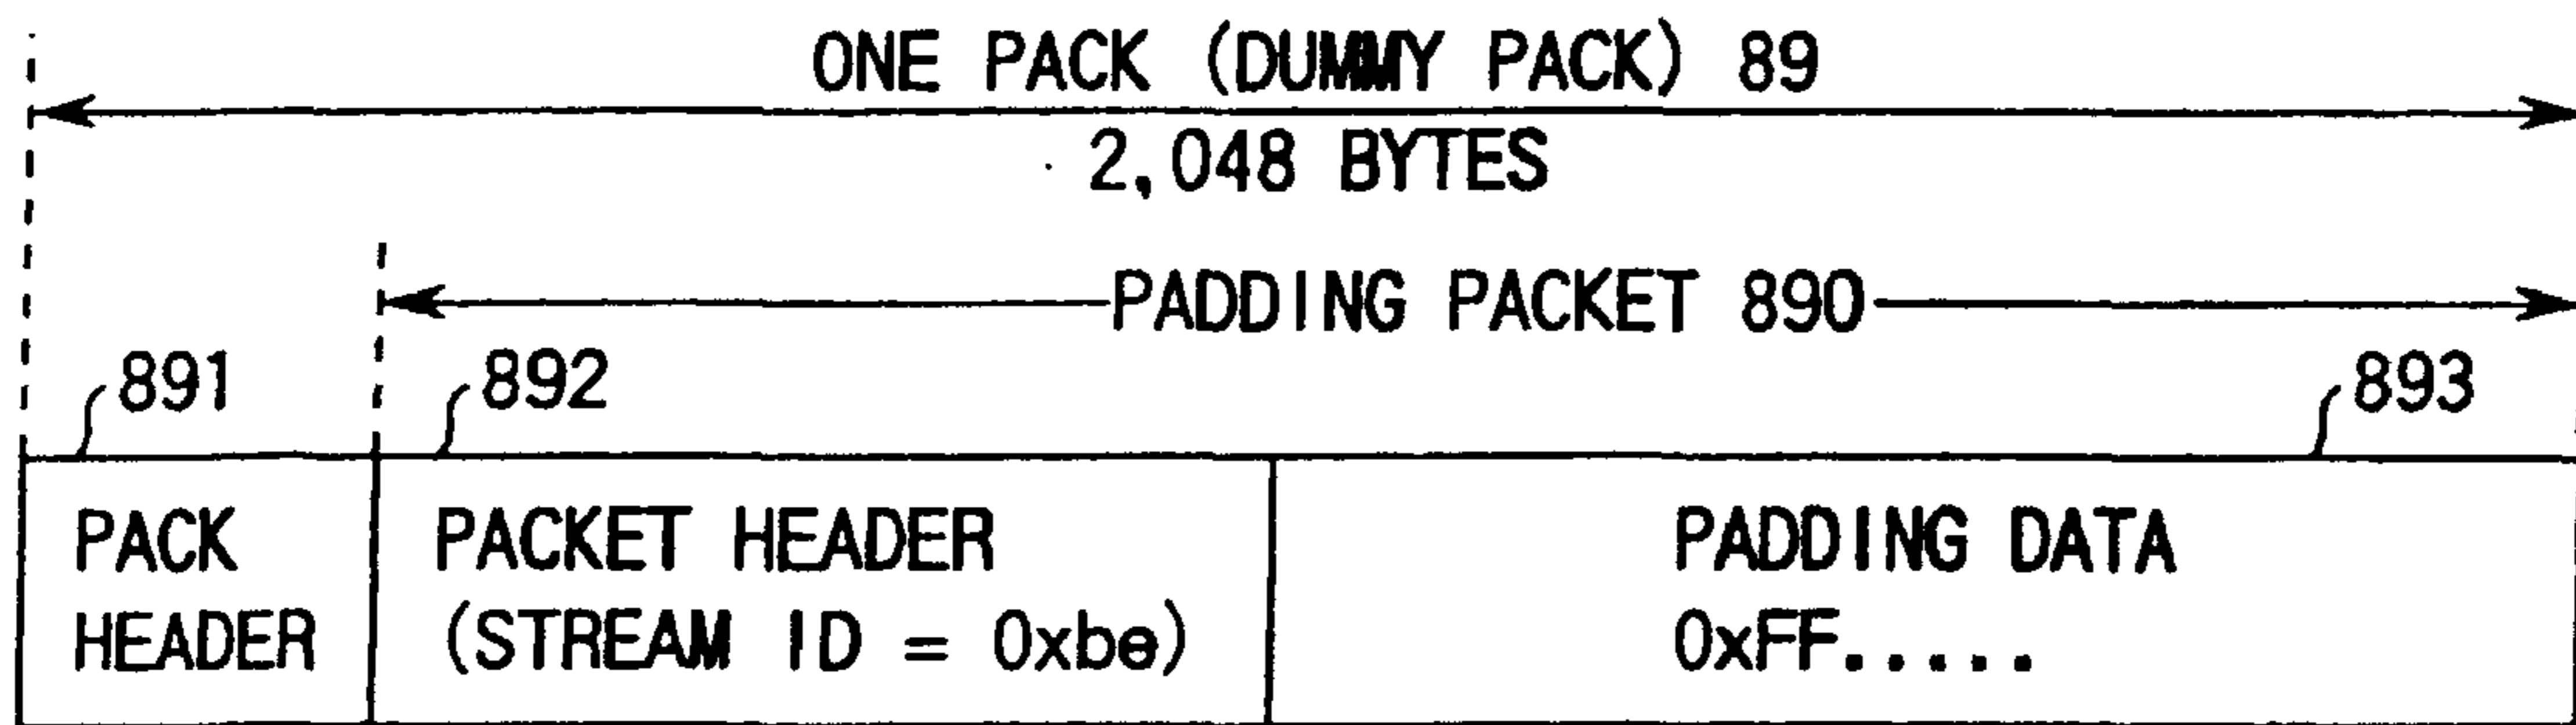 ONE PACK (DUMMY PACK) 89
2,048 BYTES
PADDING PACKET 890
891
892
893
PACK
HEADER
PACKET HEADER
(STREAM ID = 0xbe)
PADDING DATA
0xFF.....